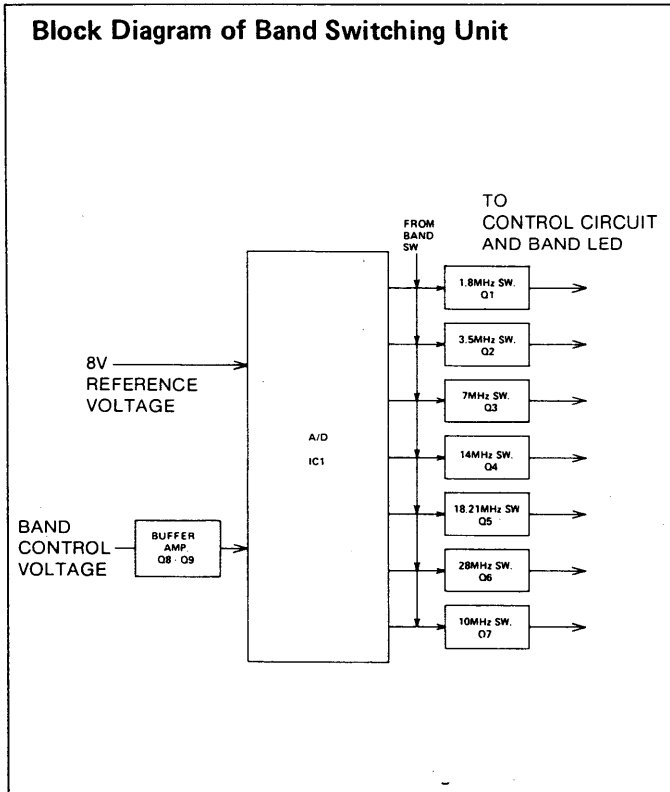 Block Diagram of Band Switching Unit
TO
CONTROL CIRCUIT
AND BAND LED
FROM
BAND
SW
1.8MHz SW.
Q1
3.5MHz SW.
Q2
8V
REFERENCE
VOLTAGE
7MHz SW.
Q3
A/D
IC1
14MHz SW.
Q4
18.21MHz SW
Q5
BAND
CONTROL
VOLTAGE
BUFFER
AMP.
Q8 · Q9
28MHz SW.
Q6
10MHz SW.
Q7